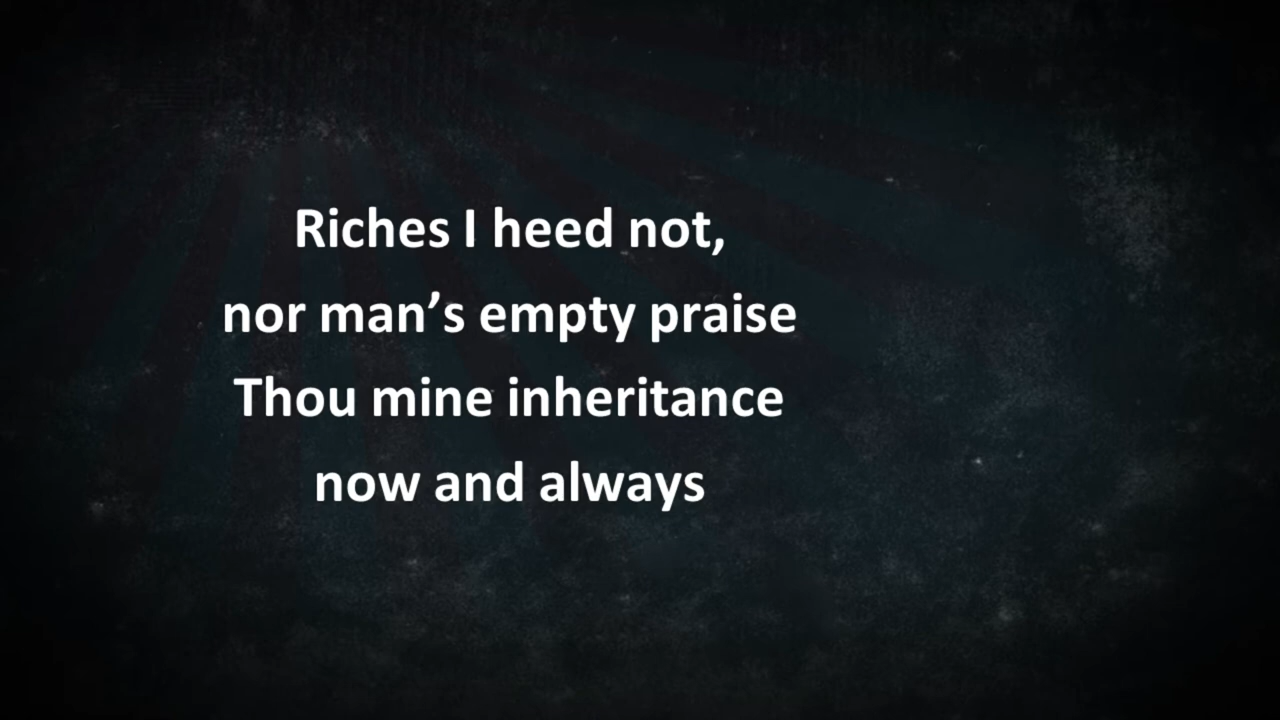 Riches I heed not,
nor man’s empty praise
Thou mine inheritance
now and always